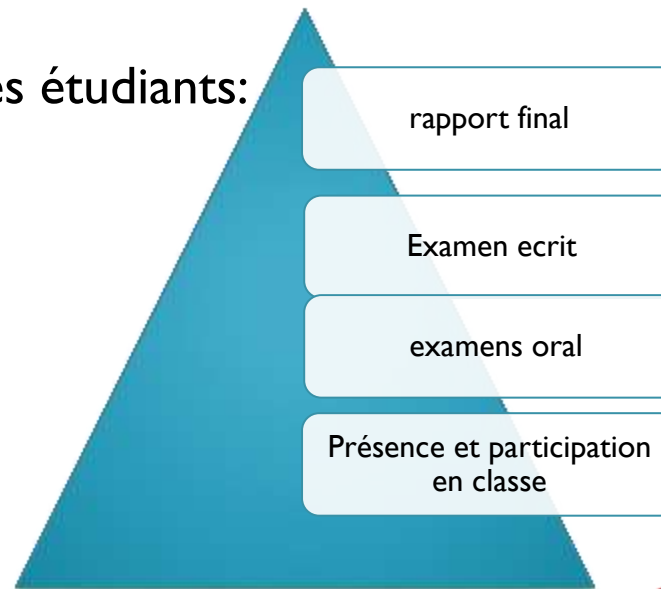 es étudiants:
rapport final
Examen ecrit
examens oral
Présence et participation
en classe